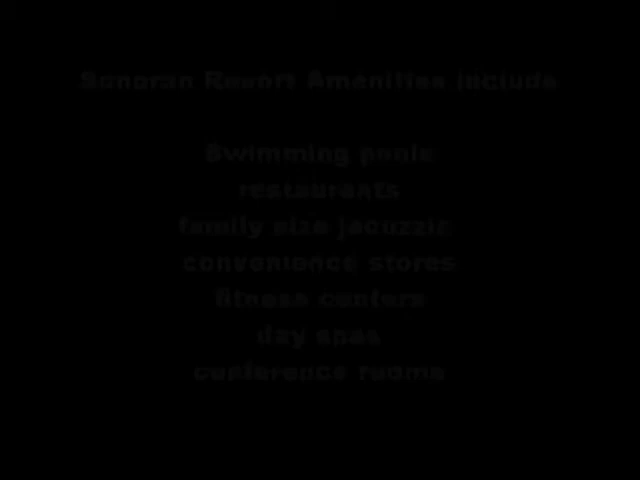 Sonoran Resort Amenities include
Swimming pools
restaurants
family size jacuzzis
convenience stores
fitness centers
day spas
conference rooms